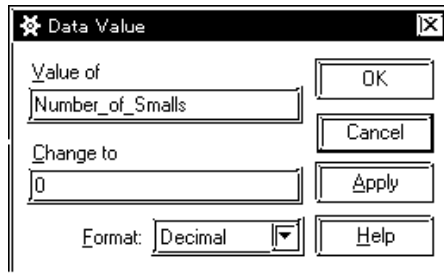 Data Value
Value of
Number_of_Smalls
Change to
0
Format: Decimal
OK
Cancel
Apply
Help